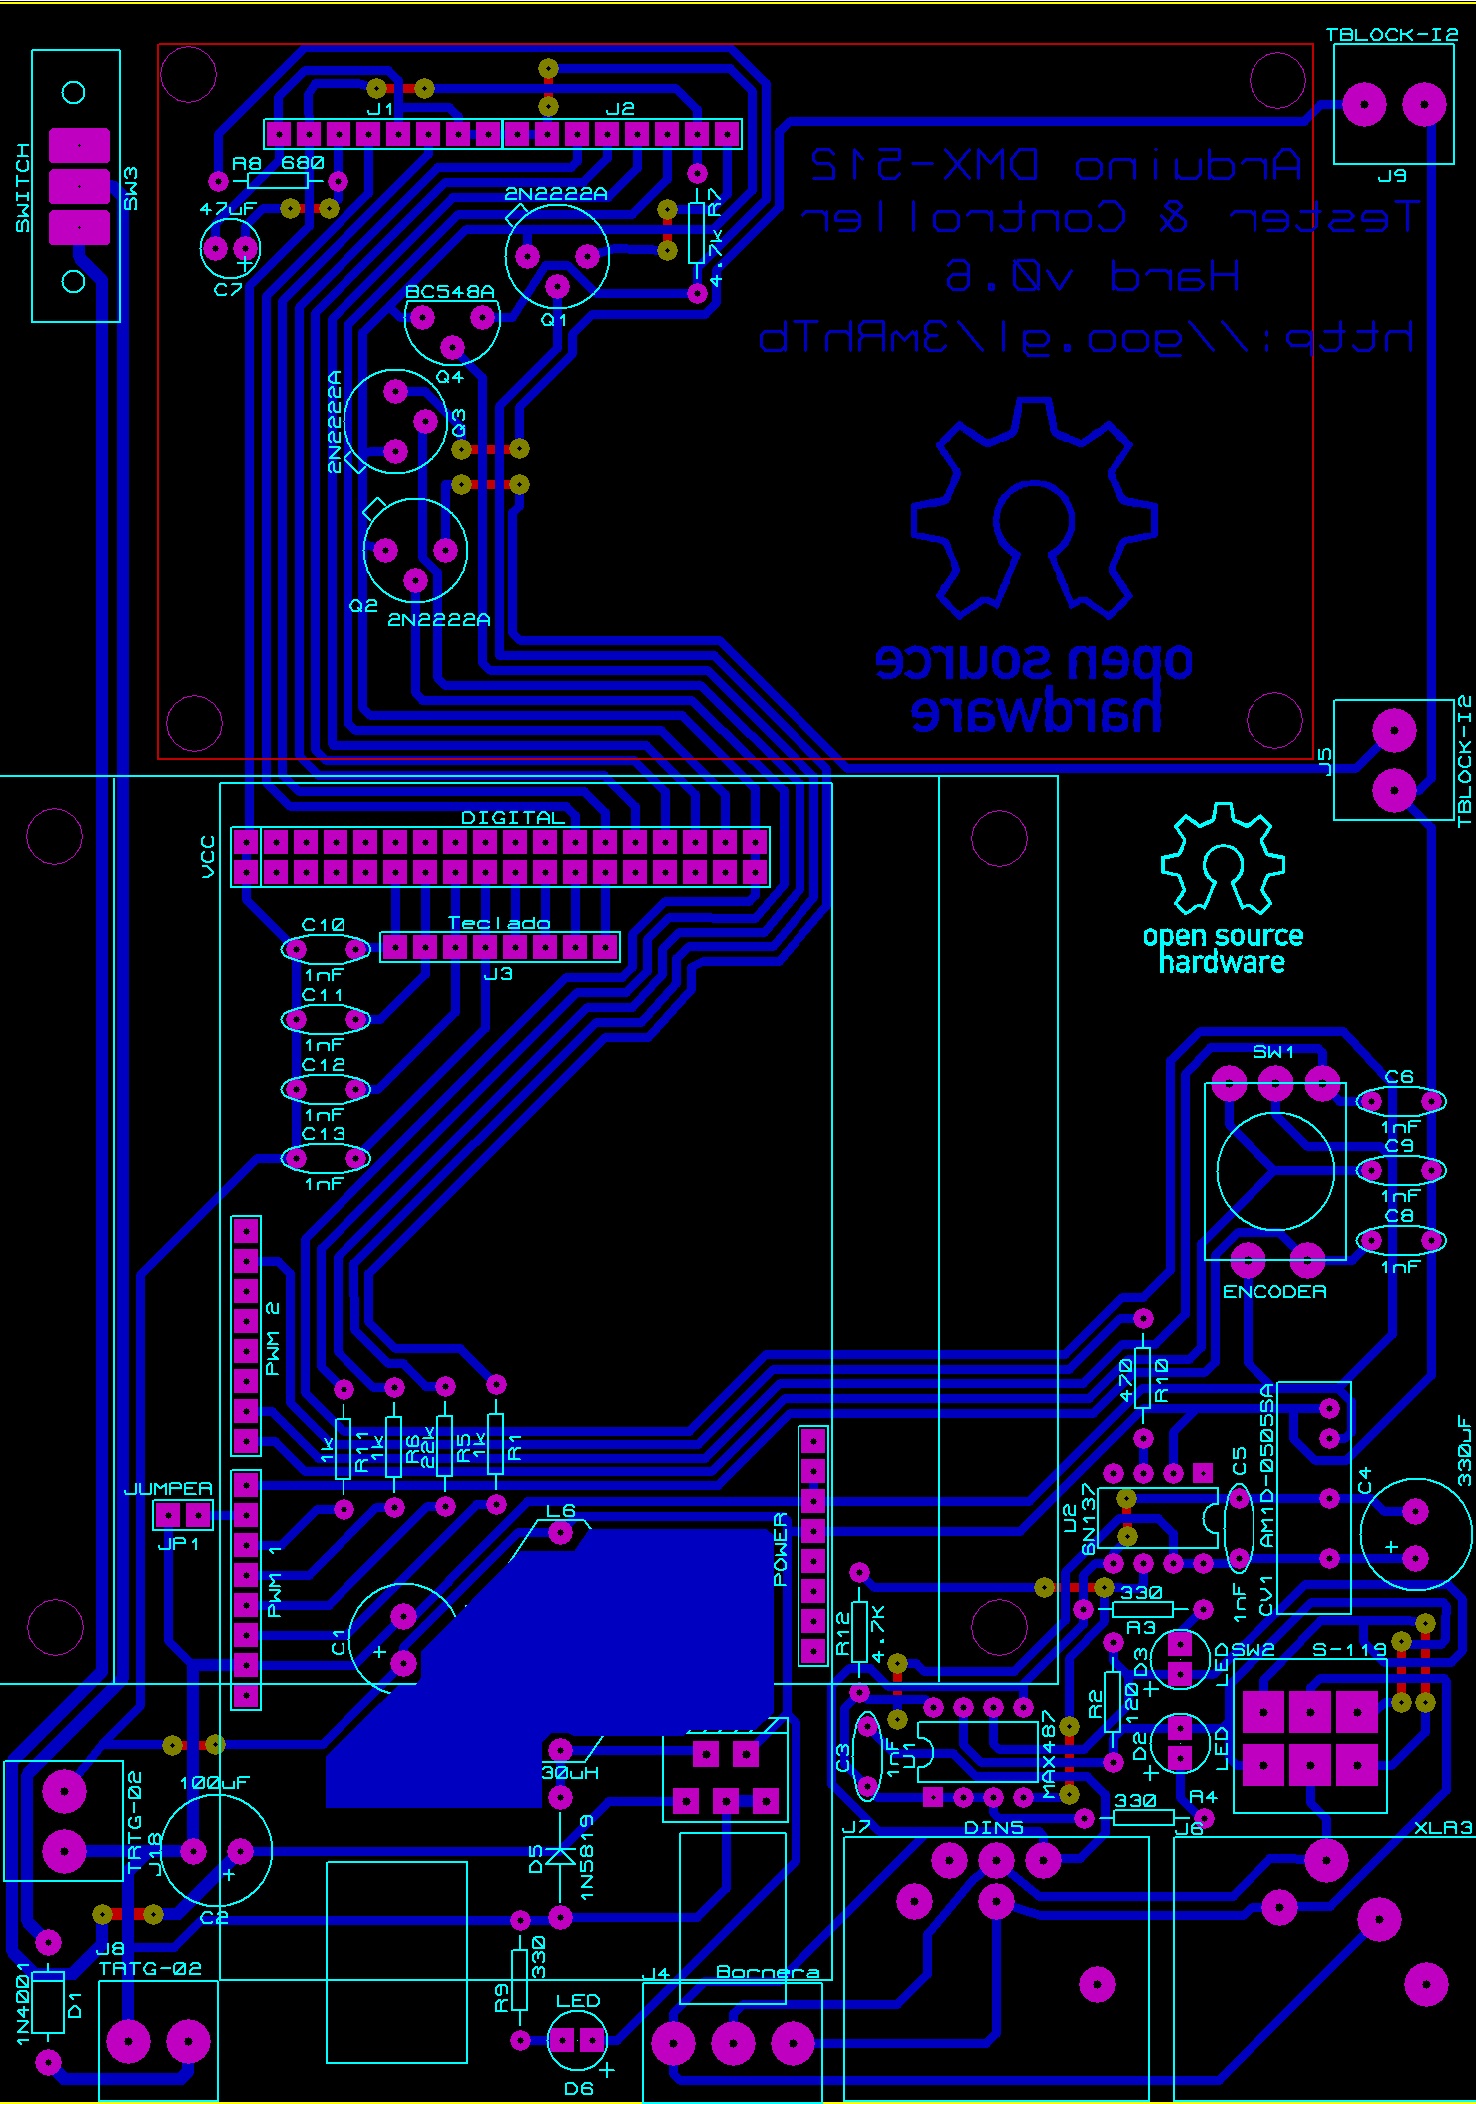 TBLOCK-I2
J9
SWITCH
SW3
J1
J2
R8 680
47uF
C7
2N2222A
Q1
R7
4.7k
Arduino DMX-512
Tester & Controller
Hard v0.6
http://goo.gl/3mRhTb
BC548A
Q4
2N2222A
Q3
Q2
2N2222A
open source
hardware
J5
TBLOCK-I2
DIGITAL
VCC
Teclado
J3
C10
1nF
C11
1nF
C12
1nF
C13
1nF
open source
hardware
SW1
ENCODER
C6
1nF
C9
1nF
C8
1nF
PWM 2
JUMPER
JP1
PWM 1
1k
R11
1k
R6
22k
R5
1k
R1
L6
30uH
C1
+
POWER
470
R10
U2
6N137
C5
1nF
AM1D-0505SA
CV1
C4
330uF
+
330
R3
R12
4.7K
R2
120
D3
LED
+
D2
LED
+
SW2
S-119
C3
1nF
U1
MAX487
330
R4
TRTG-02
J18
100uF
+
C2
D5
1N5819
J7
DIN5
J6
XLR3
J8
TRTG-02
1N4001
D1
R9
330
LED
+
D6
J4
Bornera